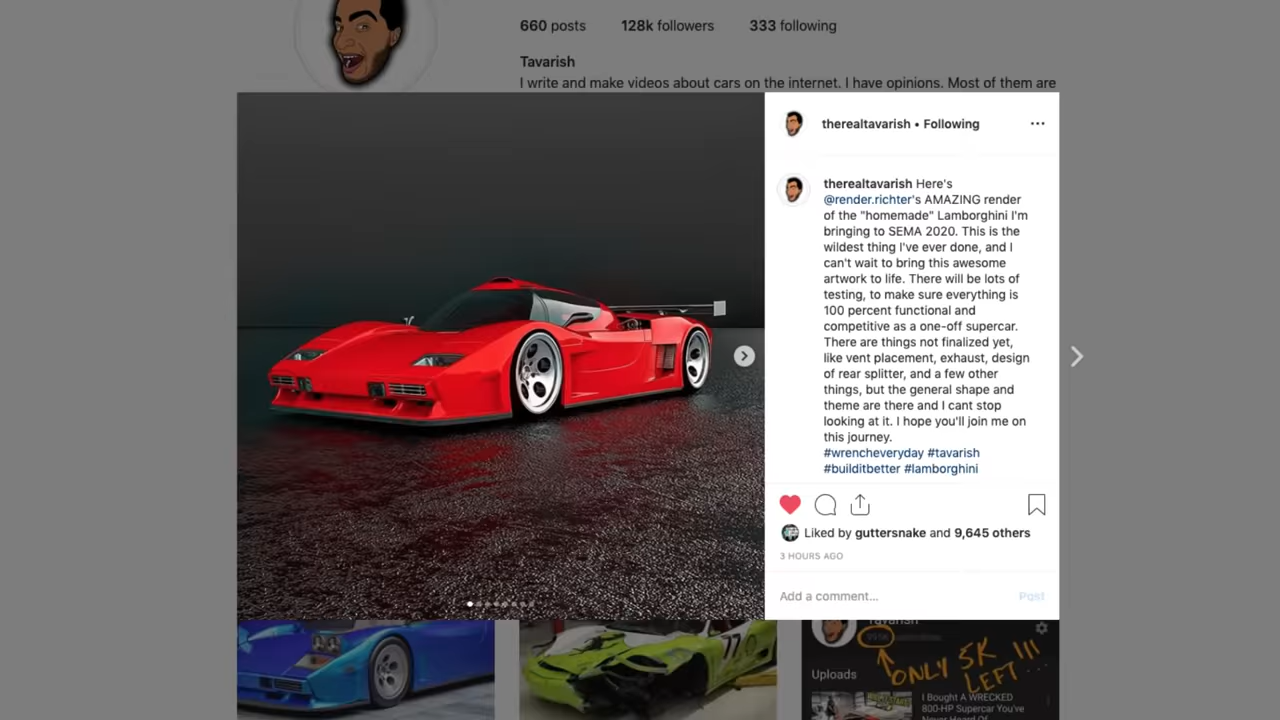 660 posts 128k followers 333 following
Tavarish
I write and make videos about cars on the internet. I have opinions. Most of them are
therealtavarish • Following
therealtavarish Here's
@render.richter's AMAZING render
of the "homemade" Lamborghini I'm
bringing to SEMA 2020. This is the
wildest thing I've ever done, and I
can't wait to bring this awesome
artwork to life. There will be lots of
testing, to make sure everything is
100 percent functional and
competitive as a one-off supercar.
There are things not finalized yet,
like vent placement, exhaust, design
of rear splitter, and a few other
things, but the general shape and
theme are there and I cant stop
looking at it. I hope you'll join me on
this journey.
#wrencheveryday #tavarish
#builditbetter #lamborghini
Liked by guttersnake and 9,645 others
3 HOURS AGO
Add a comment... Post
77
Tavarish
ONLY 5K
LEFT...!!!
Uploads
I Bought A WRECKED
800-HP Supercar You've
Never Heard Of